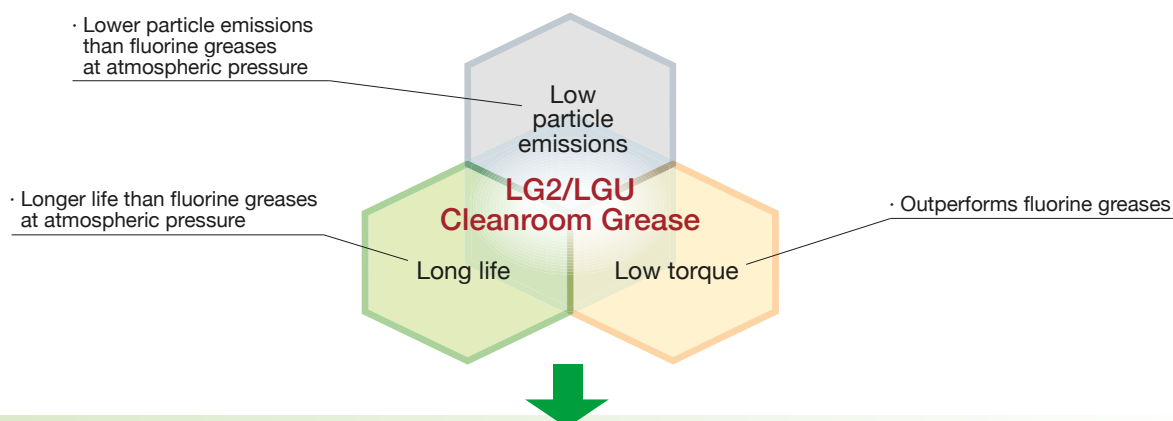 · Lower particle emissions
than fluorine greases
at atmospheric pressure
Low
particle
emissions
LG2/LGU
Cleanroom Grease
· Longer life than fluorine greases
at atmospheric pressure
· Outperforms fluorine greases
Long life
Low torque